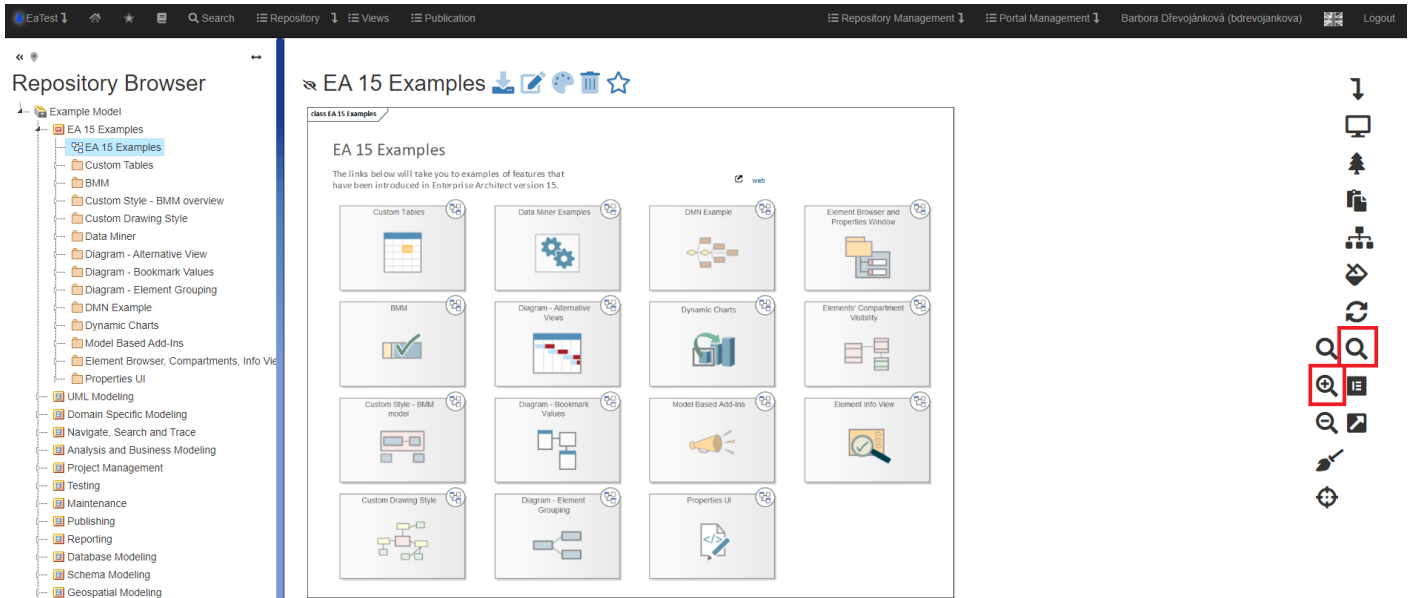 EaTest Search Repository Views Publication Repository Management Portal Management Barbora Dřevojánková (bdrevojankova) Logout
Repository Browser
Example Model
EA 15 Examples
EA 15 Examples
Custom Tables
BMM
Custom Style - BMM overview
Custom Drawing Style
Data Miner
Diagram - Alternative View
Diagram - Bookmark Values
Diagram - Element Grouping
DMN Example
Dynamic Charts
Model Based Add-Ins
Element Browser, Compartments, Info Vie
Properties UI
UML Modeling
Domain Specific Modeling
Navigate, Search and Trace
Analysis and Business Modeling
Project Management
Testing
Maintenance
Publishing
Reporting
Database Modeling
Schema Modeling
Geospatial Modeling
EA 15 Examples
class EA 15 Examples
EA 15 Examples
The links below will take you to examples of features that
have been introduced in Enterprise Architect version 15.
web
Custom Tables
Data Miner Examples
DMN Example
Element Browser and
Properties Window
BMM
Diagram - Alternative
Views
Dynamic Charts
Elements' Compartment
Visibility
Custom Style - BMM
model
Diagram - Bookmark
Values
Model Based Add-Ins
Element Info View
Custom Drawing Style
Diagram - Element
Grouping
Properties UI